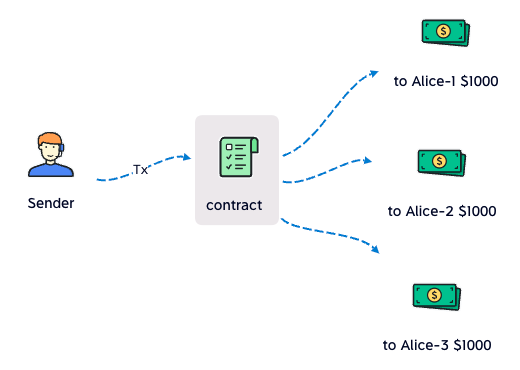 to Alice-1 $1000
Tx
Sender
contract
to Alice-2 $1000
to Alice-3 $1000